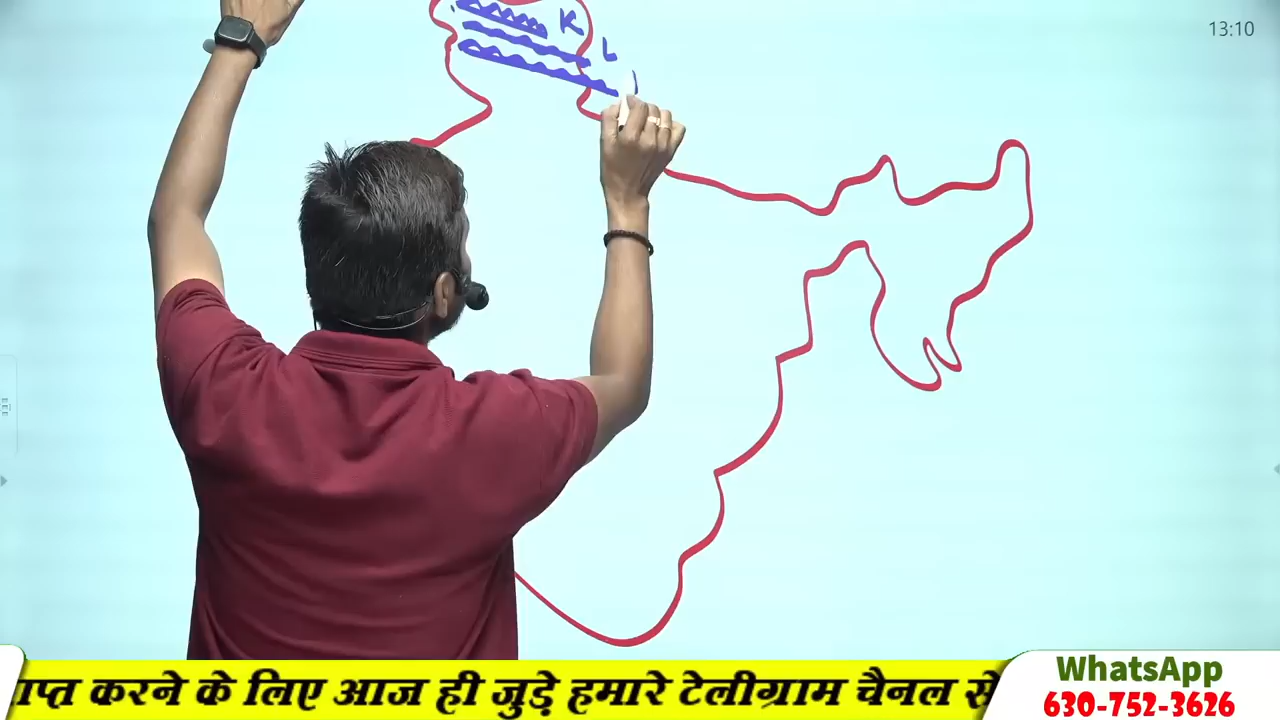 13:10
K
L
करने के लिए आज ही जुड़े हमारे टेलीग्राम चैनल से
WhatsApp
630-752-3626